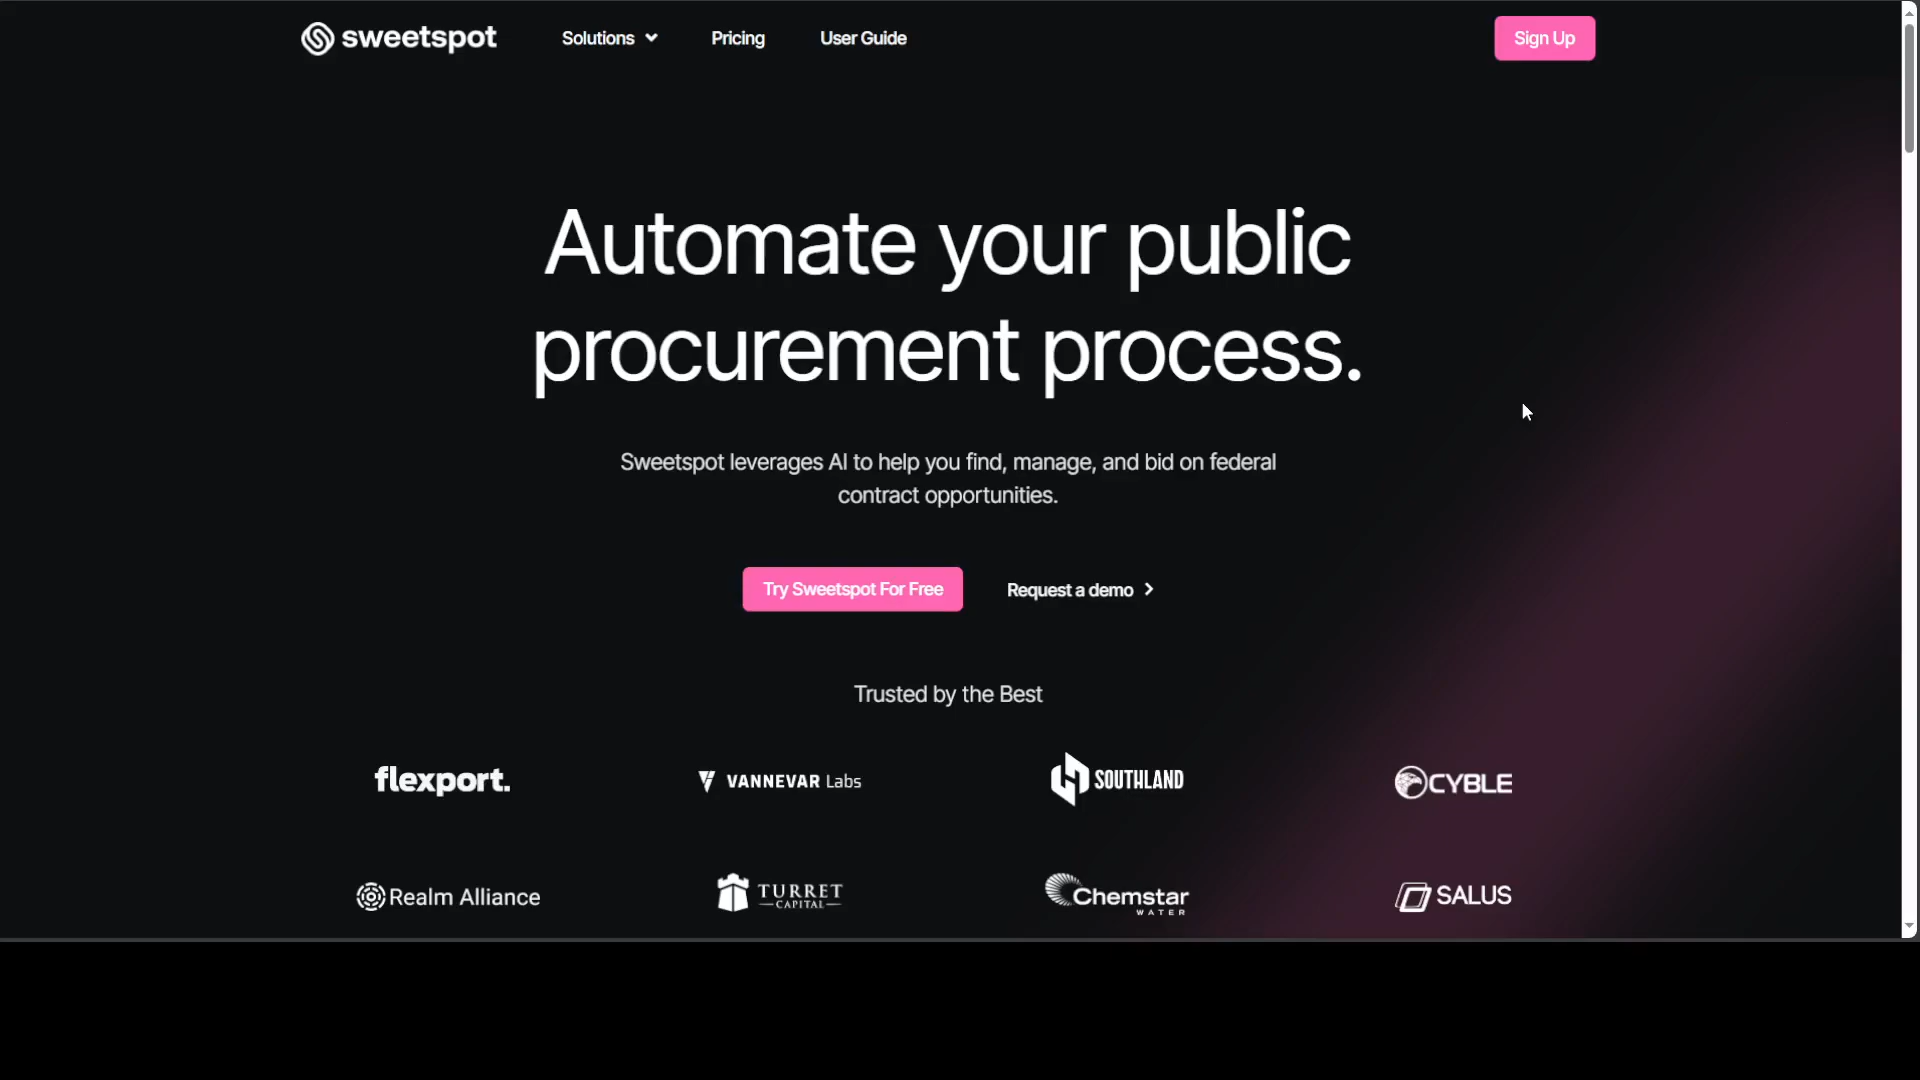 sweetspot Solutions Pricing User Guide Sign Up
Automate your public
procurement process.
Sweetspot leverages AI to help you find, manage, and bid on federal
contract opportunities.
Try Sweetspot For Free Request a demo
Trusted by the Best
flexport. VANNEVAR Labs SOUTHLAND CYBLE
Realm Alliance TURRET CAPITAL Chemstar WATER SALUS